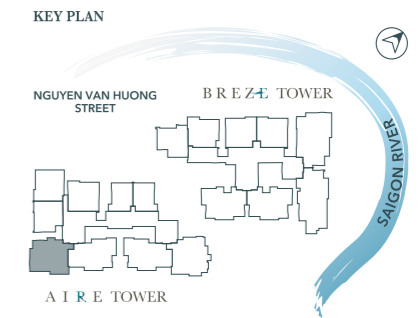 KEY PLAN
NGUYEN VAN HUONG
STREET
BREZE TOWER
SAIGON RIVER
AIRE TOWER